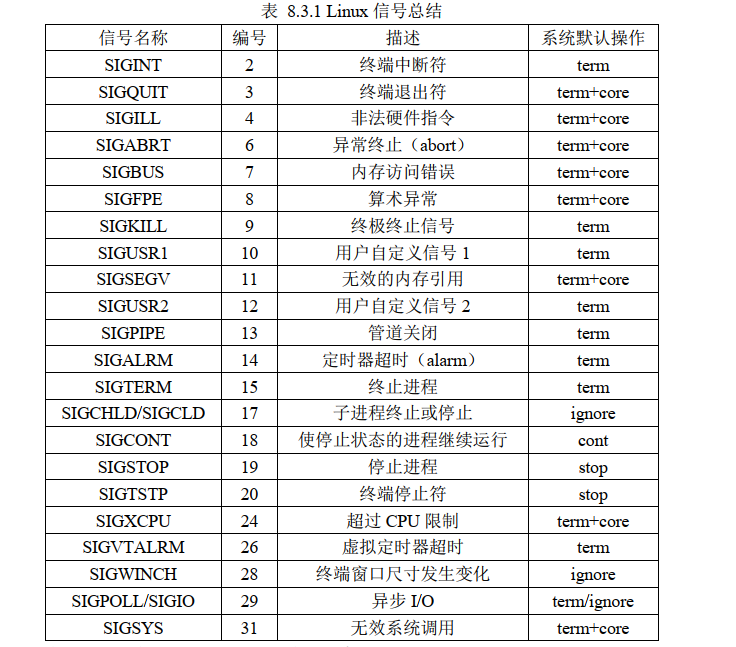 表 8.3.1 Linux 信号总结
信号名称 编号 描述 系统默认操作
SIGINT 2 终端中断符 term
SIGQUIT 3 终端退出符 term+core
SIGILL 4 非法硬件指令 term+core
SIGABRT 6 异常终止（abort） term+core
SIGBUS 7 内存访问错误 term+core
SIGFPE 8 算术异常 term+core
SIGKILL 9 终极终止信号 term
SIGUSR1 10 用户自定义信号 1 term
SIGSEGV 11 无效的内存引用 term+core
SIGUSR2 12 用户自定义信号 2 term
SIGPIPE 13 管道关闭 term
SIGALRM 14 定时器超时（alarm） term
SIGTERM 15 终止进程 term
SIGCHLD/SIGCLD 17 子进程终止或停止 ignore
SIGCONT 18 使停止状态的进程继续运行 cont
SIGSTOP 19 停止进程 stop
SIGTSTP 20 终端停止符 stop
SIGXCPU 24 超过 CPU 限制 term+core
SIGVTALRM 26 虚拟定时器超时 term
SIGWINCH 28 终端窗口尺寸发生变化 ignore
SIGPOLL/SIGIO 29 异步 I/O term/ignore
SIGSYS 31 无效系统调用 term+core